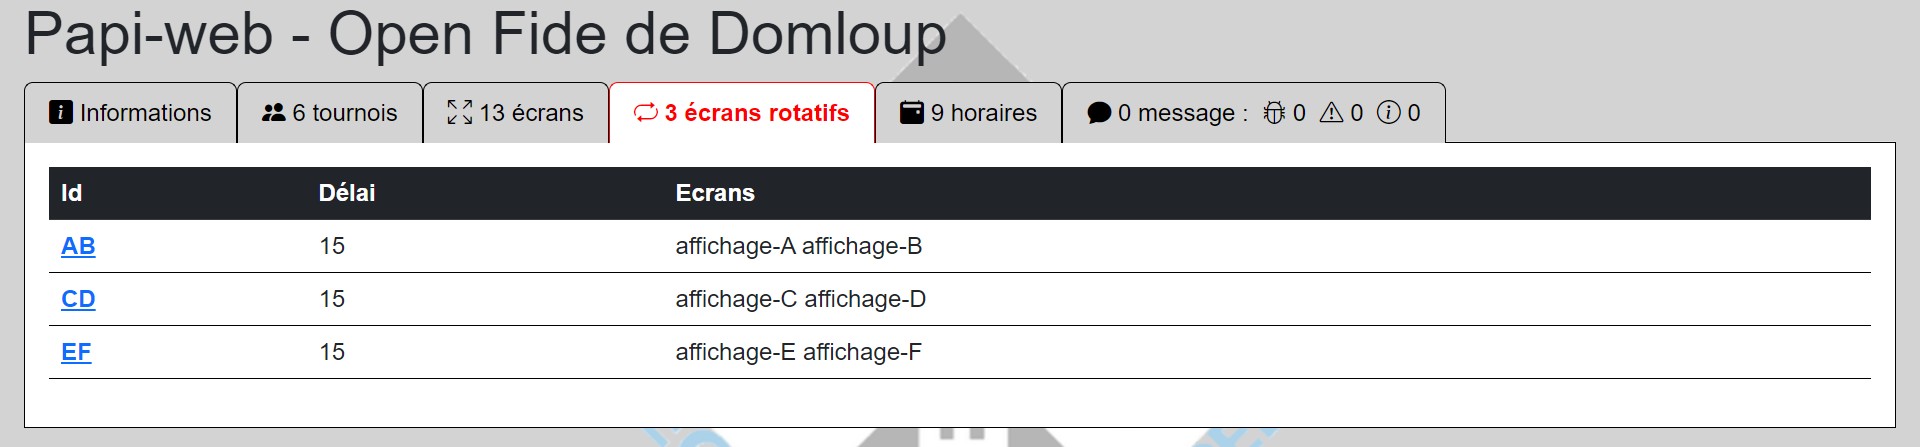 Papi-web - Open Fide de Domloup
Informations 6 tournois 13 écrans 3 écrans rotatifs 9 horaires 0 message : 0 0 0
Id Délai Ecrans
AB 15 affichage-A affichage-B
CD 15 affichage-C affichage-D
EF 15 affichage-E affichage-F